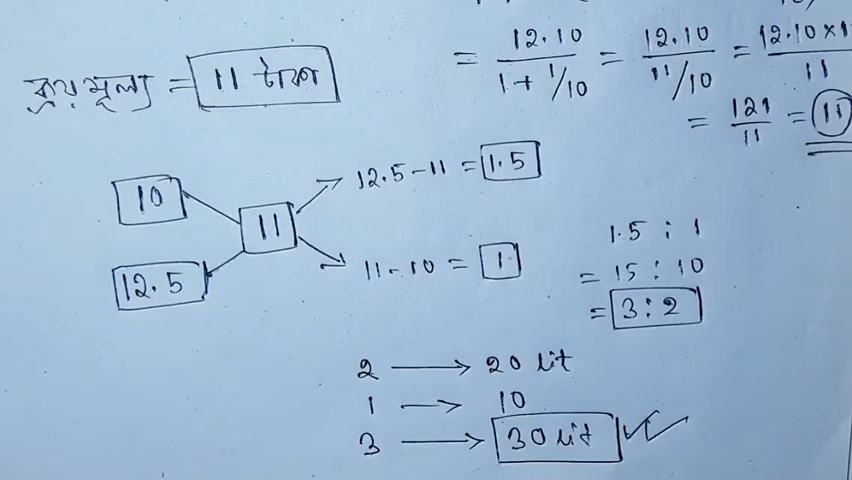 = 12.10 / 1 + 1/10 = 12.10 / 11/10 = 12.10 × 1 / 11
= 121 / 11 = 11
ক্রয়মূল্য = 11 টাকা
10
11
12.5
12.5 - 11 = 1.5
11 - 10 = 1
1.5 : 1
= 15 : 10
= 3 : 2
2 → 20 lit
1 → 10
3 → 30 lit